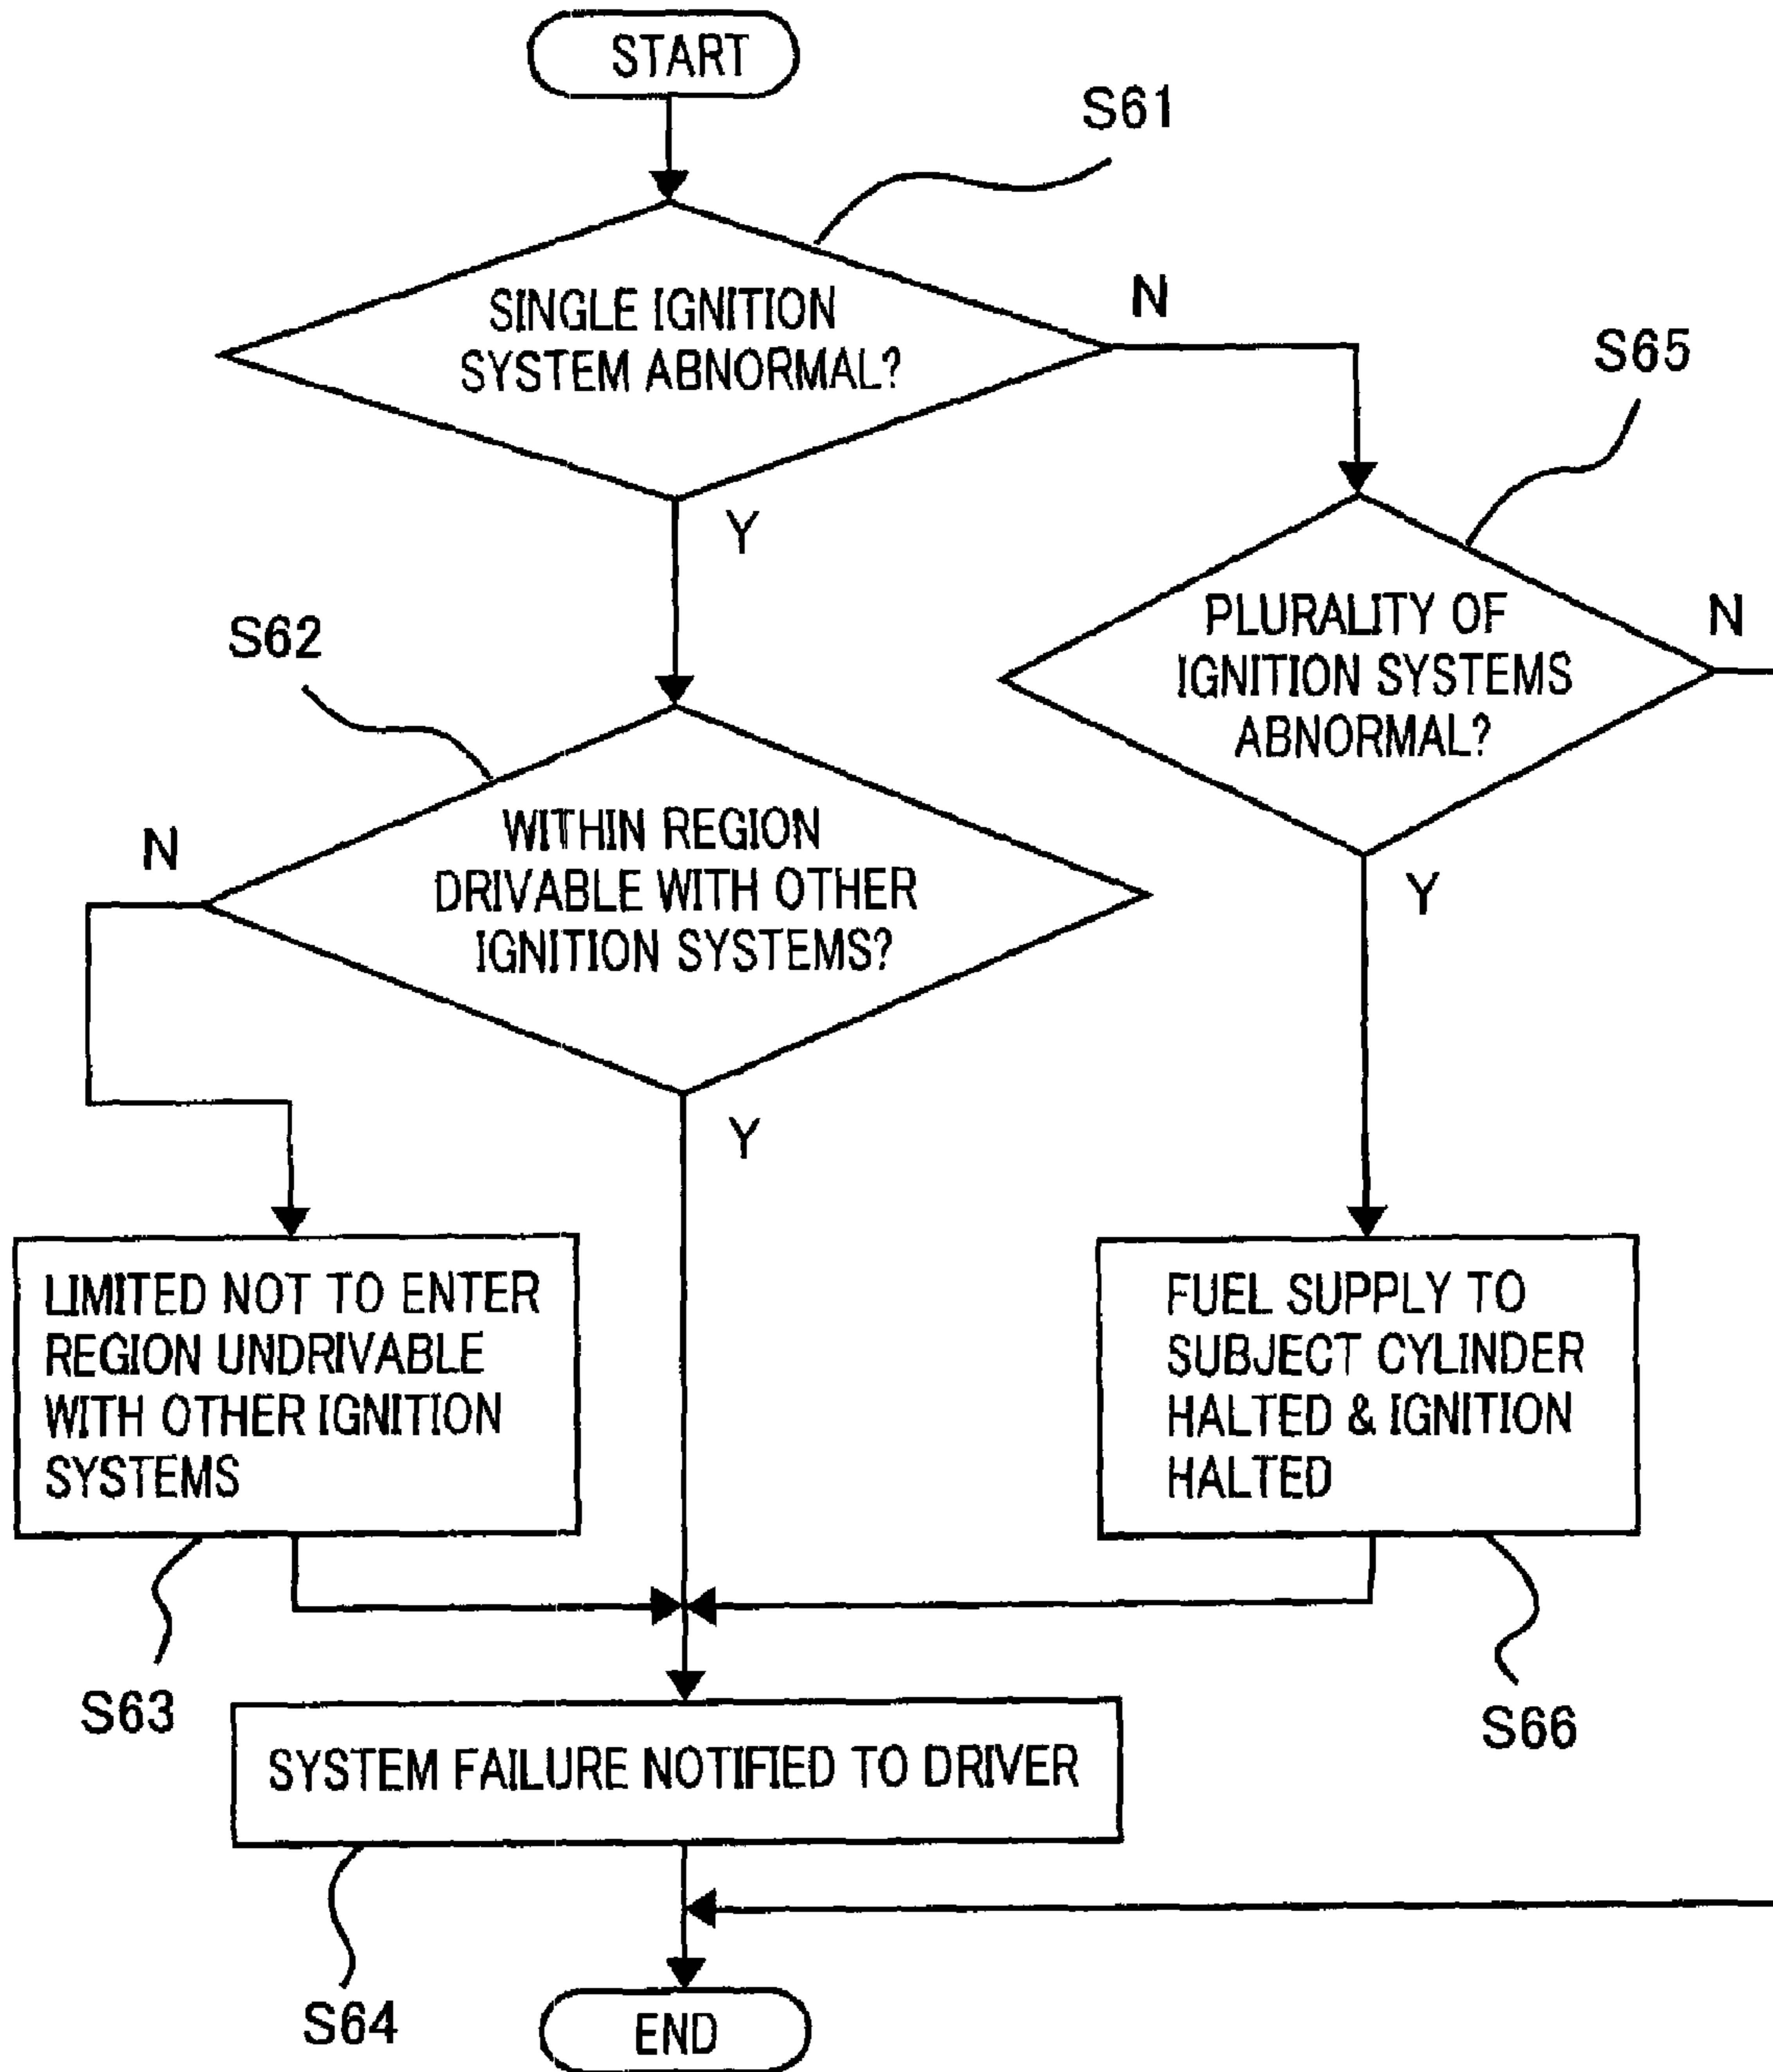 START
S61
SINGLE IGNITION
SYSTEM ABNORMAL?
N
Y
S65
PLURALITY OF
IGNITION SYSTEMS
ABNORMAL?
N
Y
S62
WITHIN REGION
DRIVABLE WITH OTHER
IGNITION SYSTEMS?
N
Y
LIMITED NOT TO ENTER
REGION UNDRIVABLE
WITH OTHER IGNITION
SYSTEMS
S63
FUEL SUPPLY TO
SUBJECT CYLINDER
HALTED & IGNITION
HALTED
S66
SYSTEM FAILURE NOTIFIED TO DRIVER
S64
END